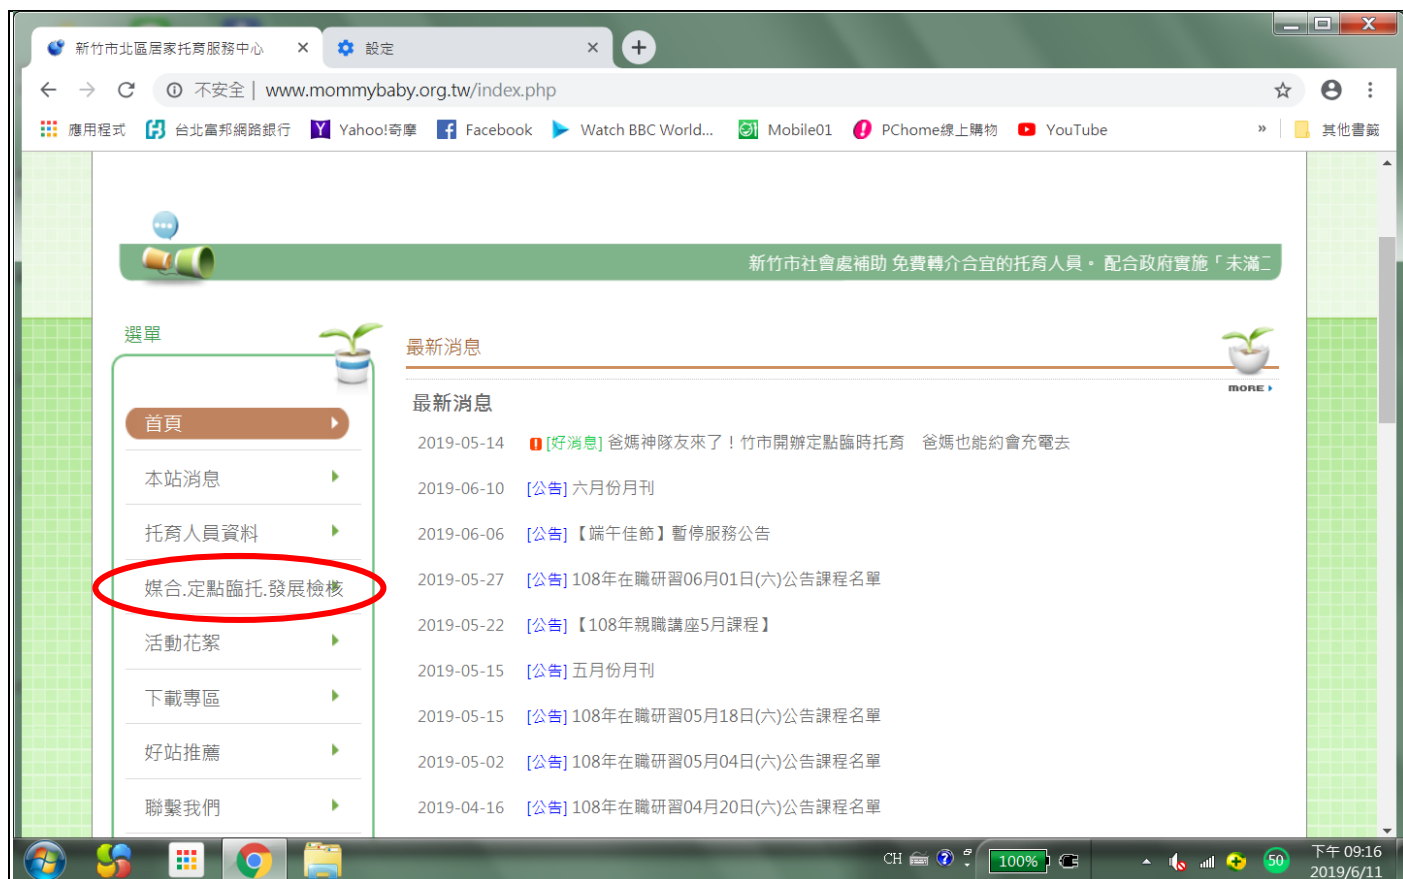 新竹市北區居家托育服務中心
設定
不安全 | www.mommybaby.org.tw/index.php
應用程式 台北富邦網路銀行 Yahoo!奇摩 Facebook Watch BBC World... Mobile01 PChome線上購物 YouTube » 其他書籤
新竹市社會處補助 免費轉介合宜的托育人員。 配合政府實施「未滿二
選單
首頁
本站消息
托育人員資料
媒合.定點臨托.發展檢核
活動花絮
下載專區
好站推薦
聯繫我們
最新消息
MORE
最新消息
2019-05-14 [好消息] 爸媽神隊友來了！竹市開辦定點臨時托育 爸媽也能約會充電去
2019-06-10 [公告] 六月份月刊
2019-06-06 [公告] 【端午佳節】暫停服務公告
2019-05-27 [公告] 108年在職研習06月01日(六)公告課程名單
2019-05-22 [公告] 【108年親職講座5月課程】
2019-05-15 [公告] 五月份月刊
2019-05-15 [公告] 108年在職研習05月18日(六)公告課程名單
2019-05-02 [公告] 108年在職研習05月04日(六)公告課程名單
2019-04-16 [公告] 108年在職研習04月20日(六)公告課程名單
CH 100% 50 下午 09:16
2019/6/11